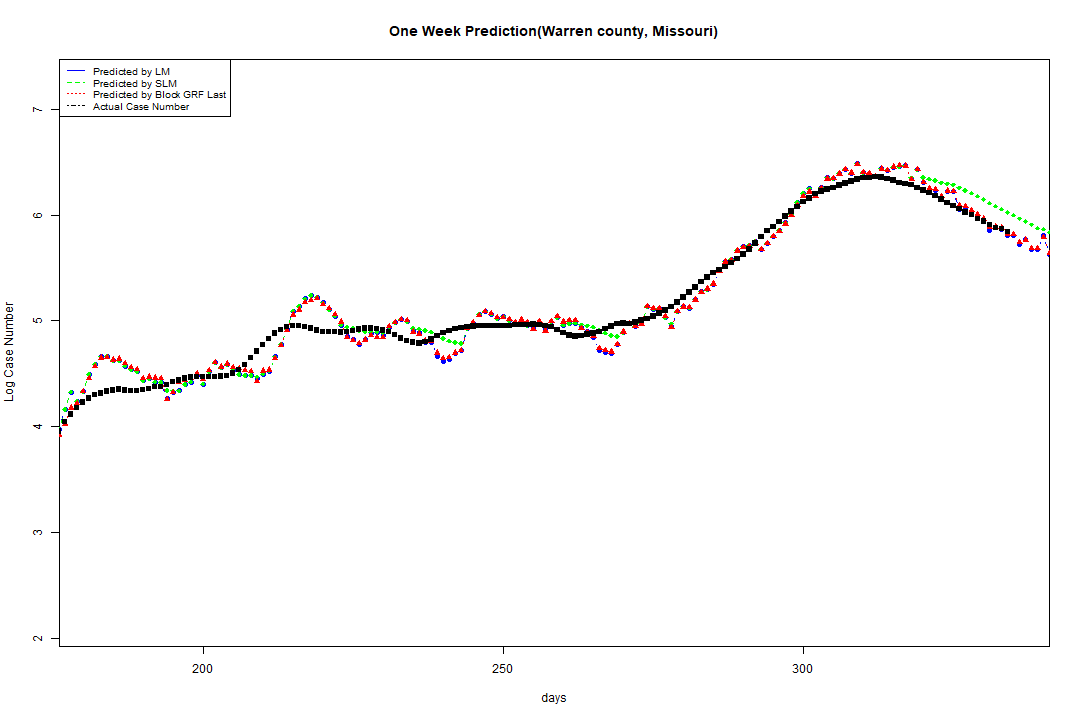 One Week Prediction(Warren county, Missouri)
Predicted by LM
Predicted by SLM
Predicted by Block GRF Last
Actual Case Number
7
6
5
4
3
2
Log Case Number
200
250
300
days